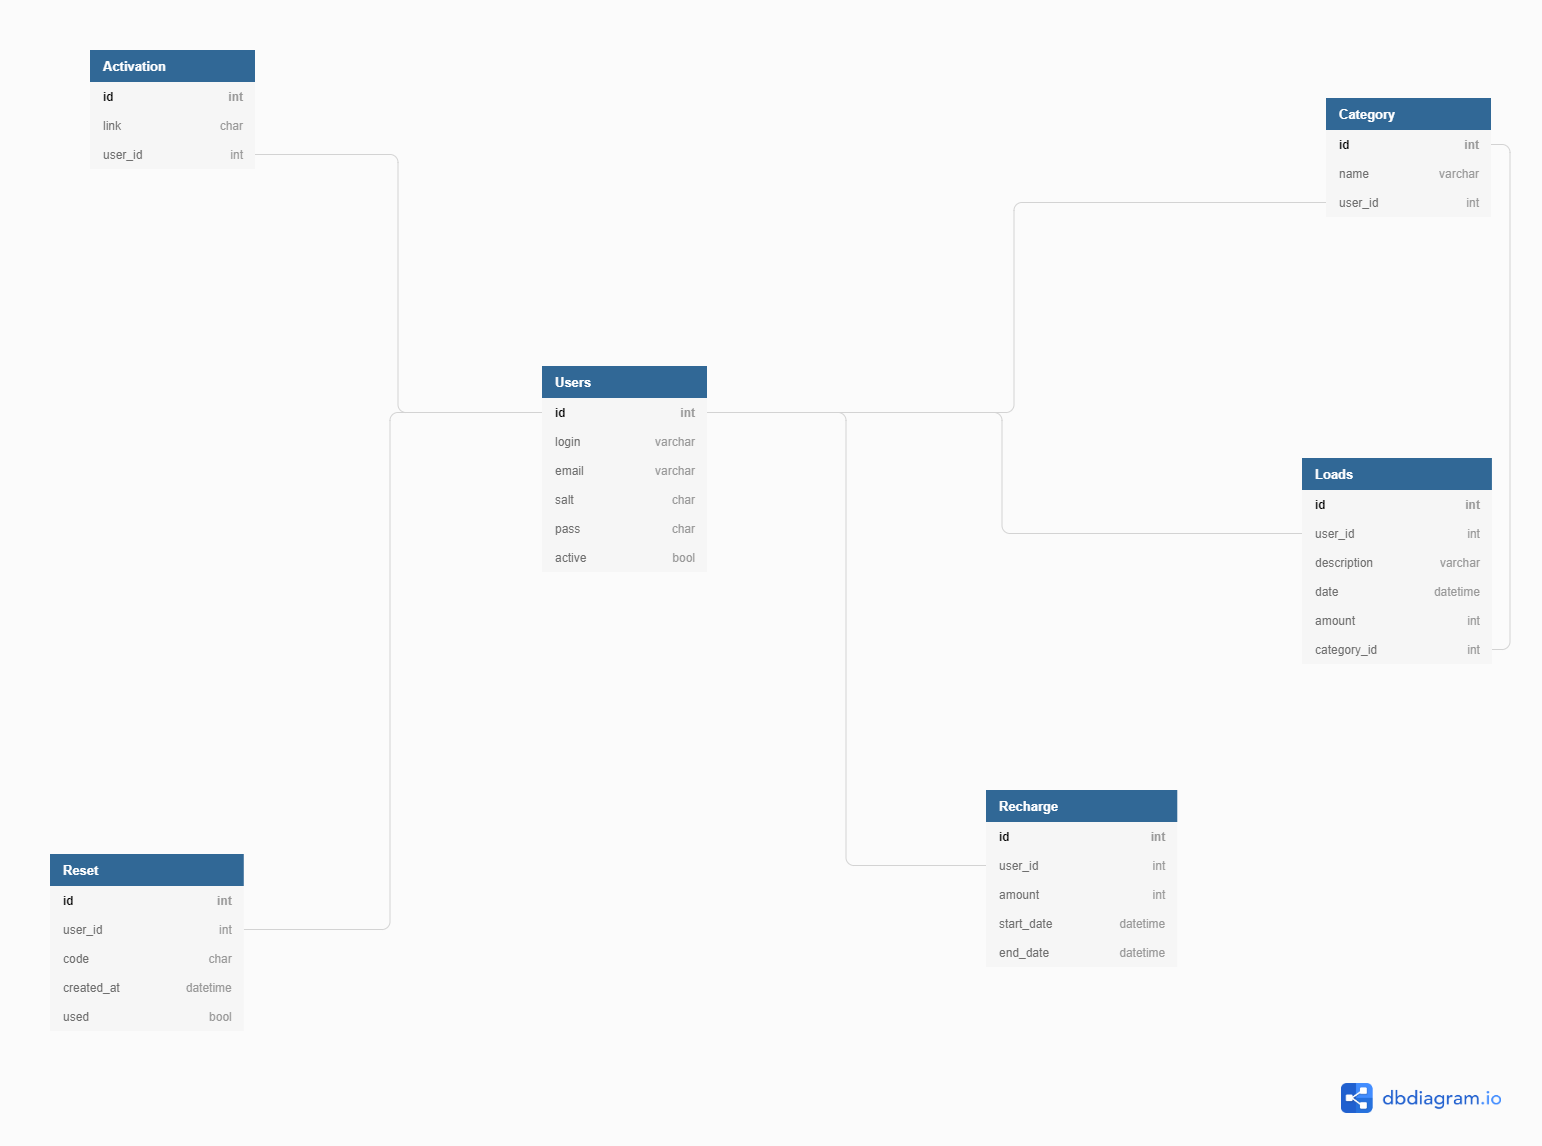 Activation
id int
link char
user_id int
Category
id int
name varchar
user_id int
Users
id int
login varchar
email varchar
salt char
pass char
active bool
Loads
id int
user_id int
description varchar
date datetime
amount int
category_id int
Recharge
id int
user_id int
amount int
start_date datetime
end_date datetime
Reset
id int
user_id int
code char
created_at datetime
used bool
dbdiagram.io